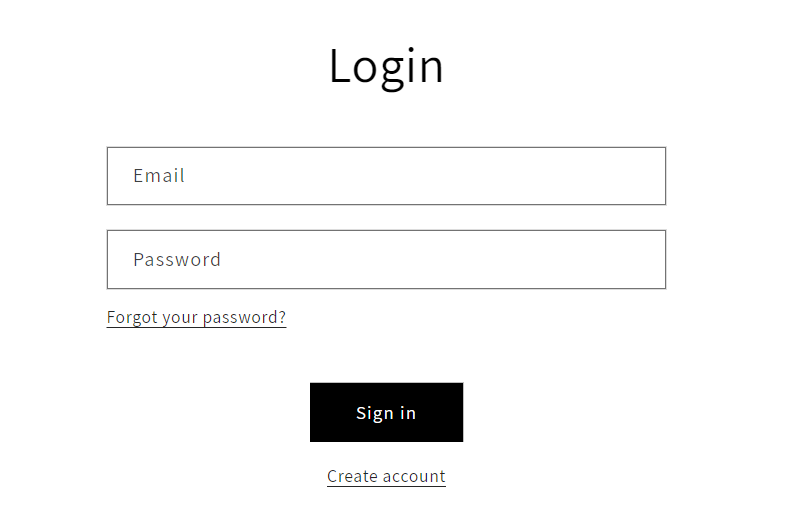 Login
Email
Password
Forgot your password?
Sign in
Create account